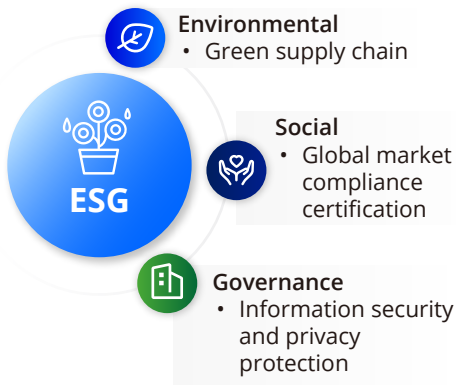 Environmental
• Green supply chain
ESG
Social
• Global market
compliance
certification
Governance
• Information security
and privacy
protection